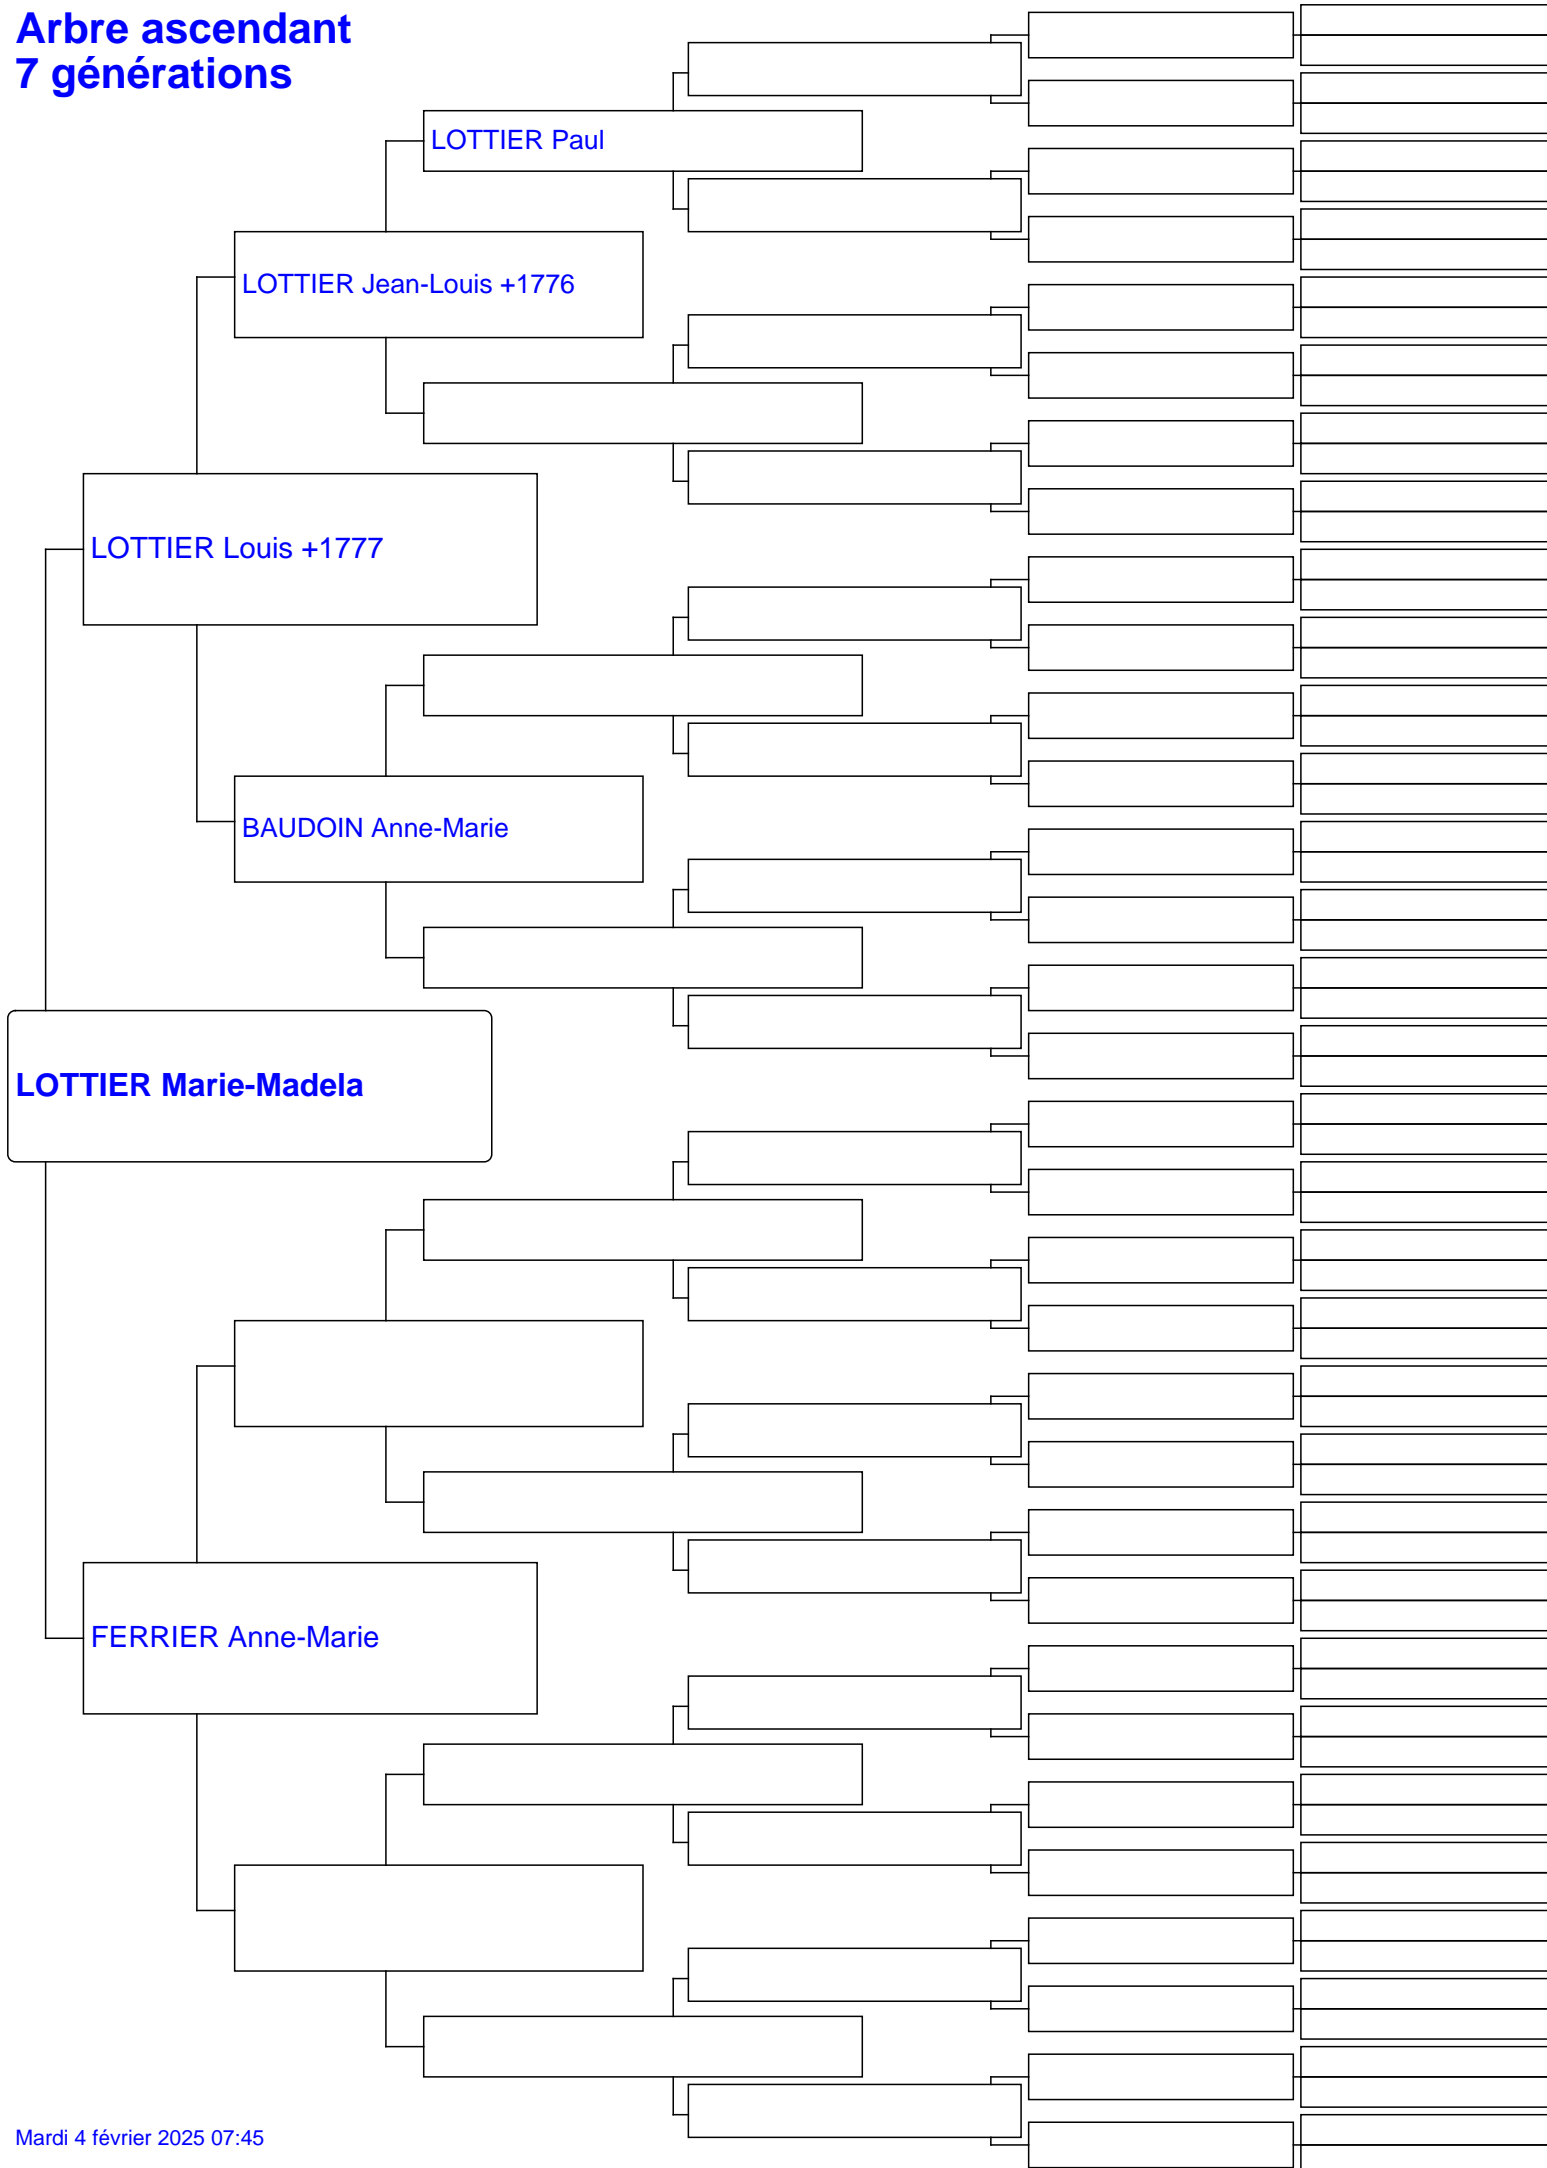 Arbre ascendant
7 générations
LOTTIER Paul
LOTTIER Jean-Louis +1776
LOTTIER Louis +1777
BAUDOIN Anne-Marie
LOTTIER Marie-Madela
FERRIER Anne-Marie
Mardi 4 février 2025 07:45